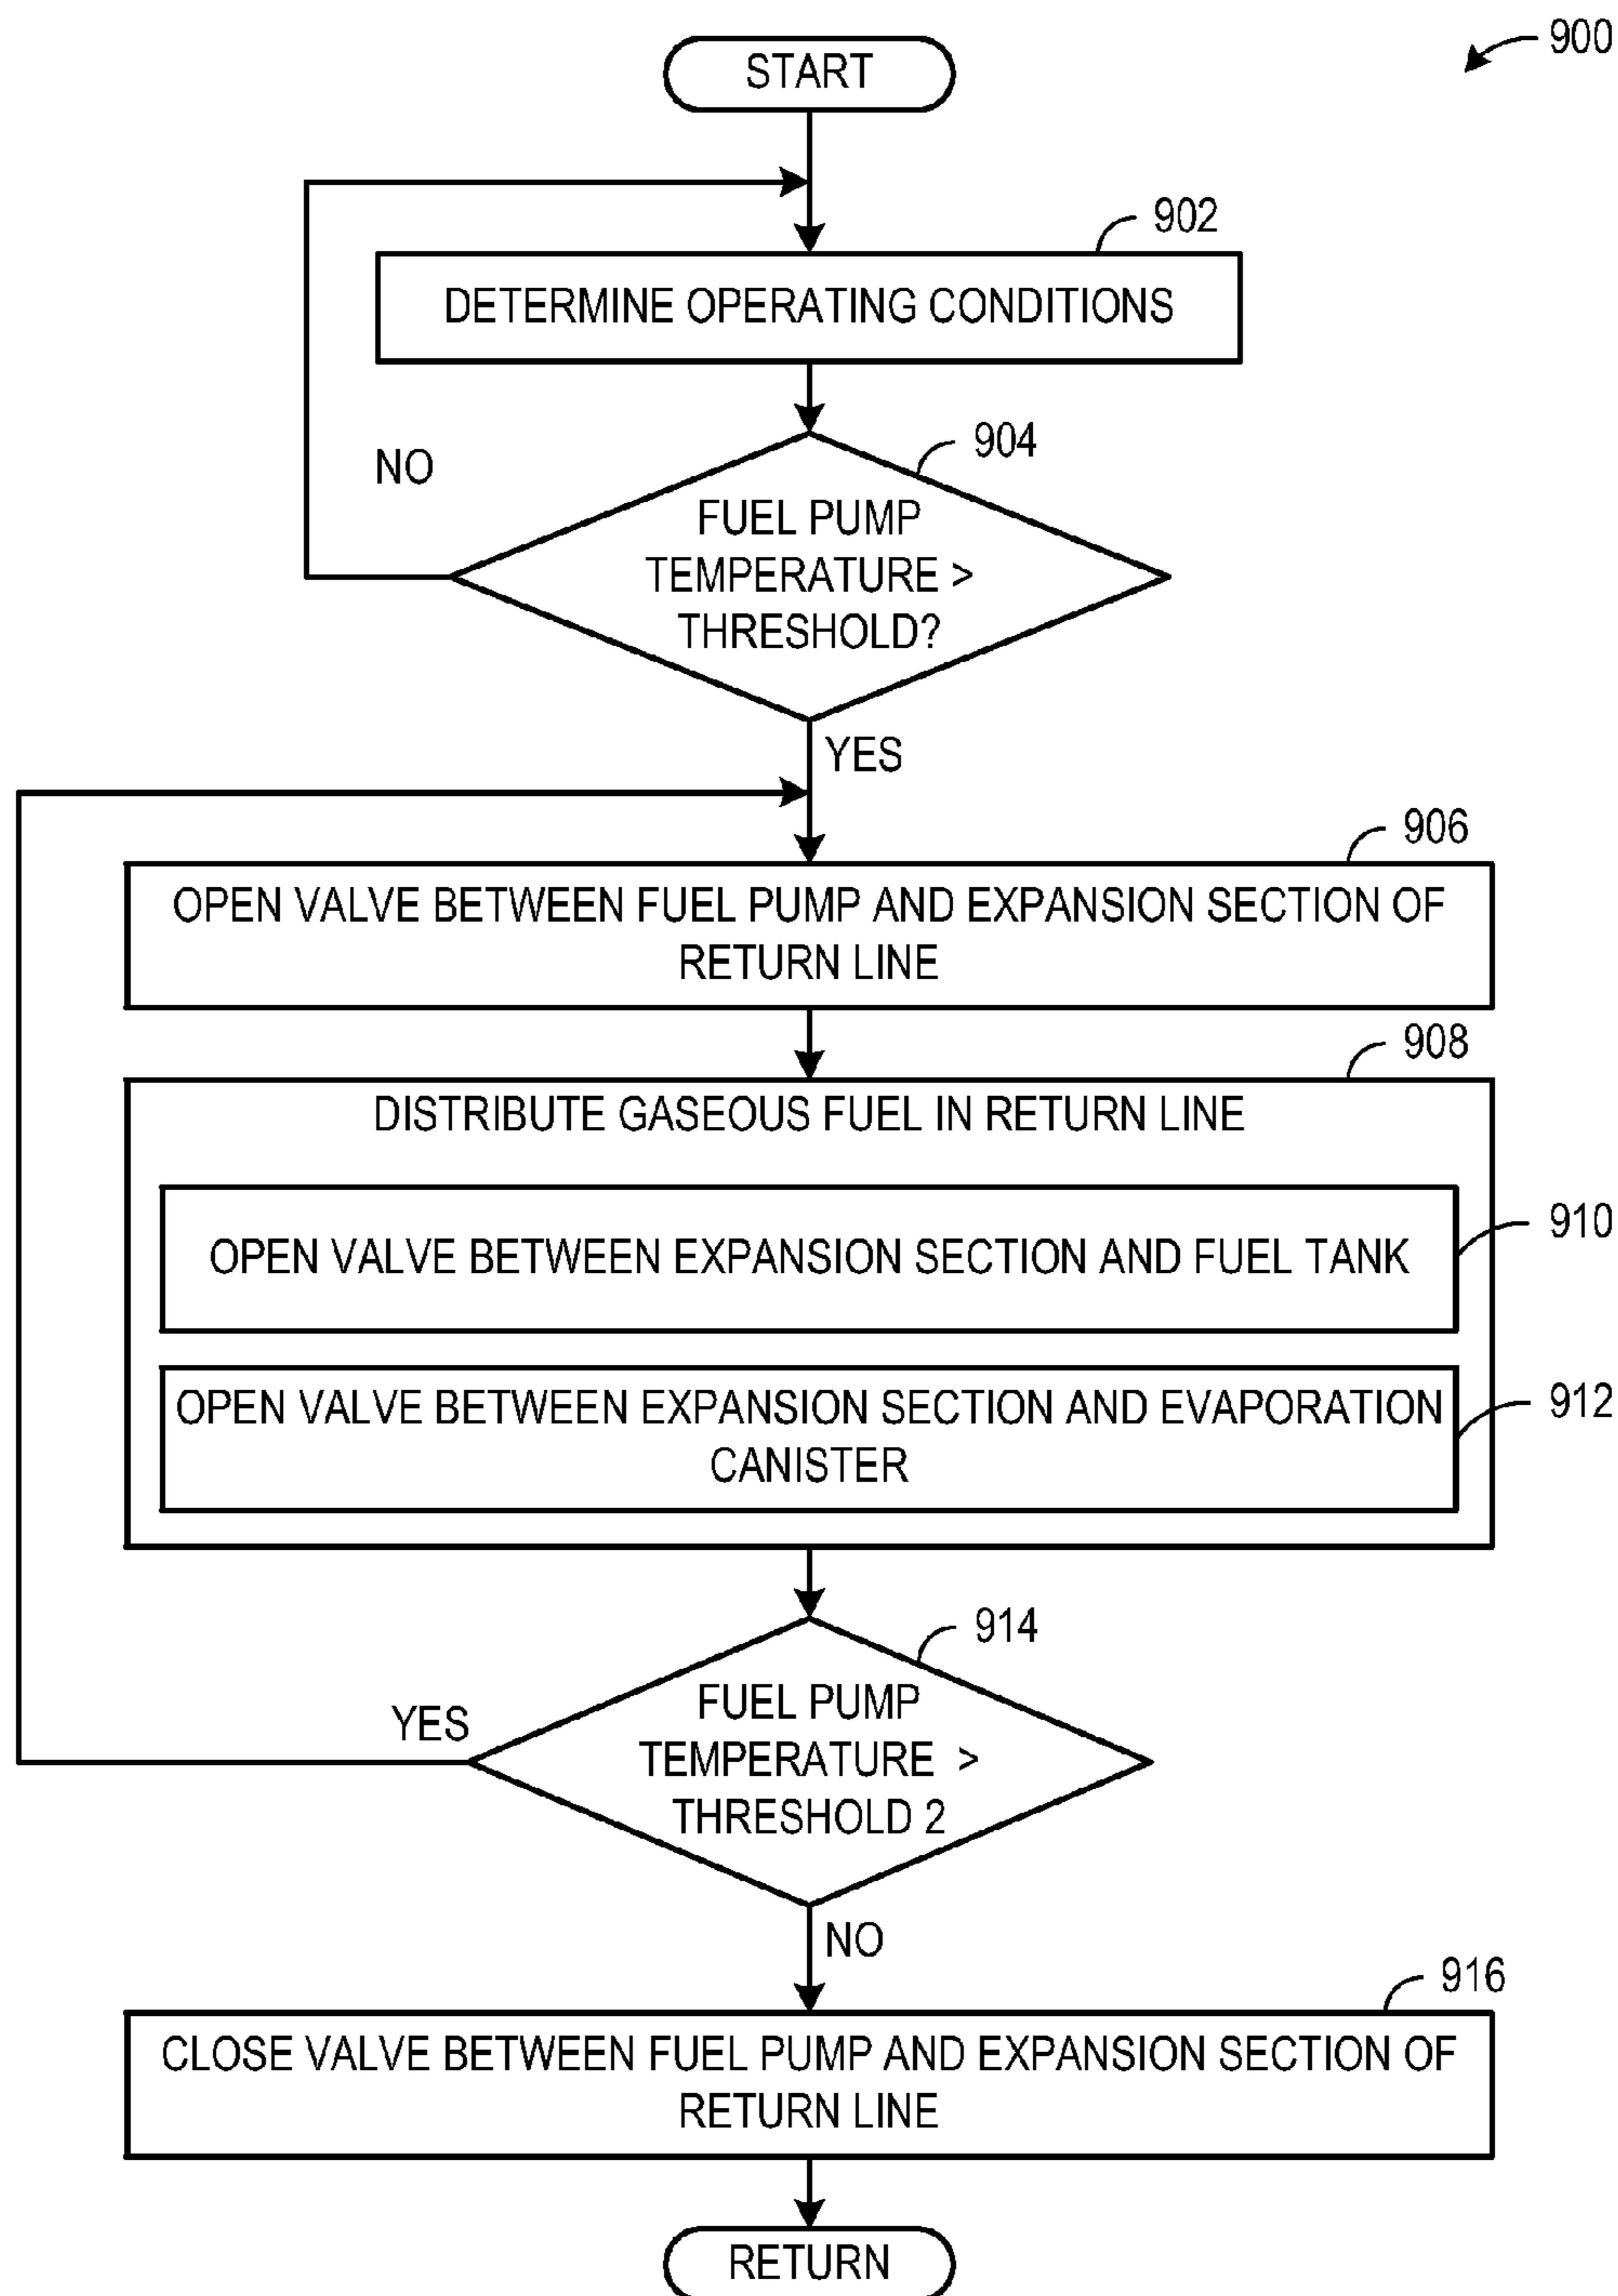 900
START
902
DETERMINE OPERATING CONDITIONS
904
NO
FUEL PUMP
TEMPERATURE >
THRESHOLD?
YES
906
OPEN VALVE BETWEEN FUEL PUMP AND EXPANSION SECTION OF
RETURN LINE
908
DISTRIBUTE GASEOUS FUEL IN RETURN LINE
910
OPEN VALVE BETWEEN EXPANSION SECTION AND FUEL TANK
912
OPEN VALVE BETWEEN EXPANSION SECTION AND EVAPORATION
CANISTER
914
YES
FUEL PUMP
TEMPERATURE >
THRESHOLD 2
NO
916
CLOSE VALVE BETWEEN FUEL PUMP AND EXPANSION SECTION OF
RETURN LINE
RETURN